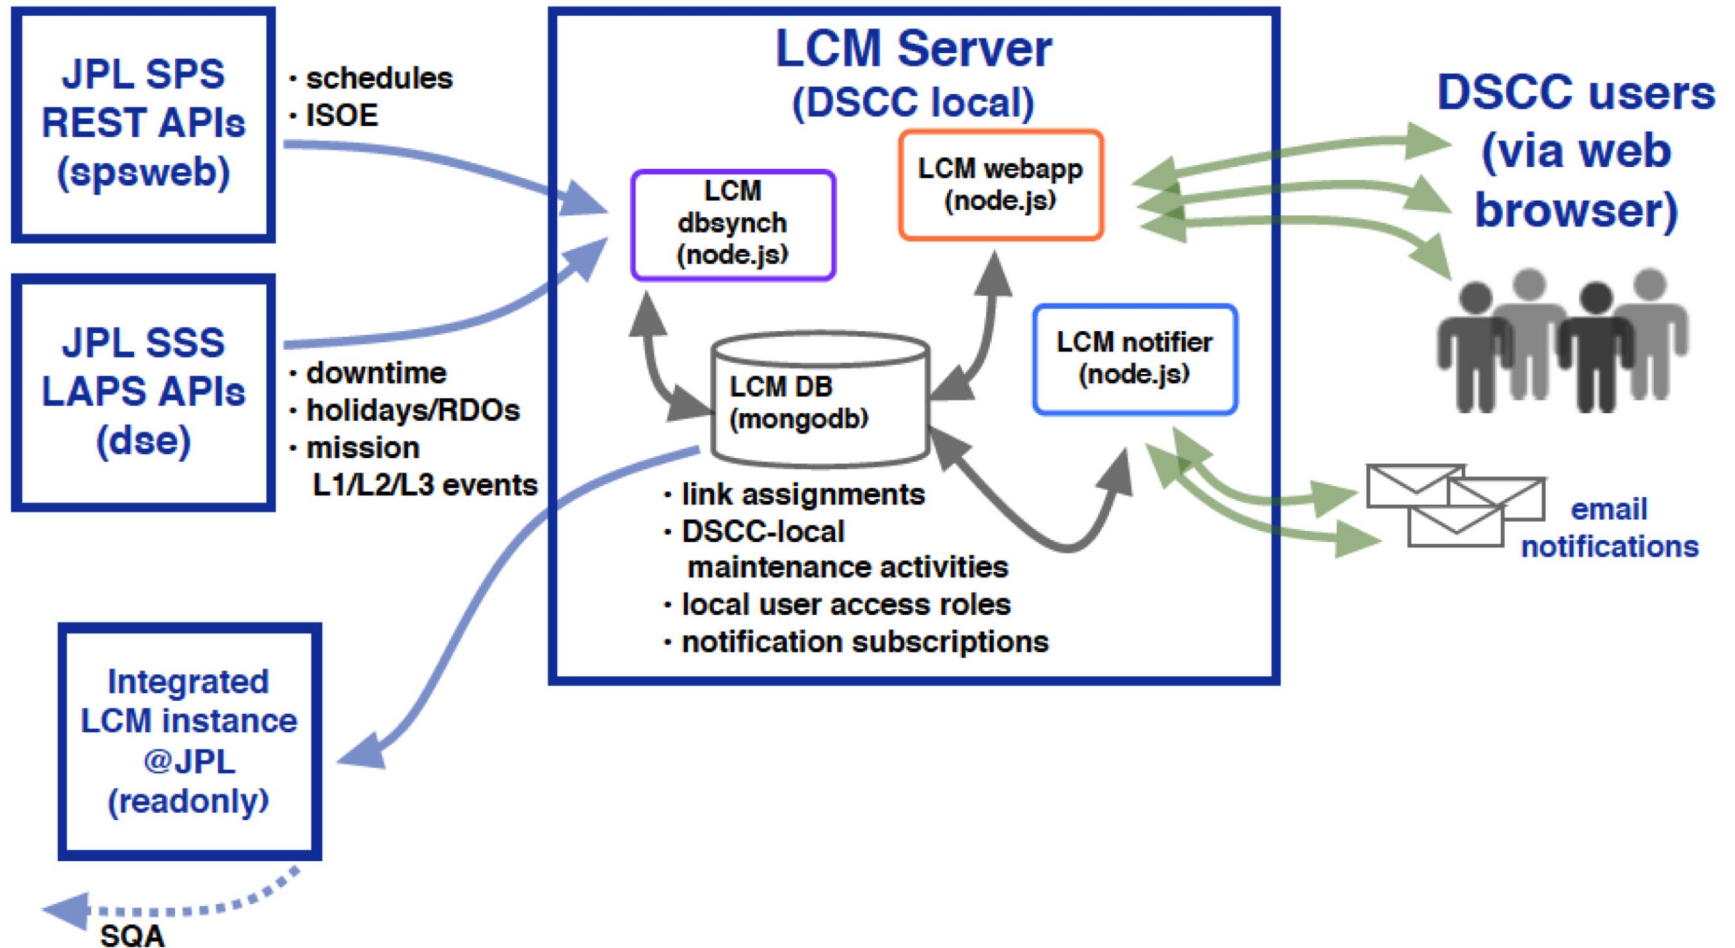 JPL SPS
REST APIs
(spsweb)
· schedules
· ISOE
JPL SSS
LAPS APIs
(dse)
· downtime
· holidays/RDOs
· mission
L1/L2/L3 events
LCM Server
(DSCC local)
LCM
dbsynch
(node.js)
LCM webapp
(node.js)
LCM notifier
(node.js)
LCM DB
(mongodb)
· link assignments
· DSCC-local
maintenance activities
· local user access roles
· notification subscriptions
DSCC users
(via web
browser)
email
notifications
Integrated
LCM instance
@JPL
(readonly)
SQA